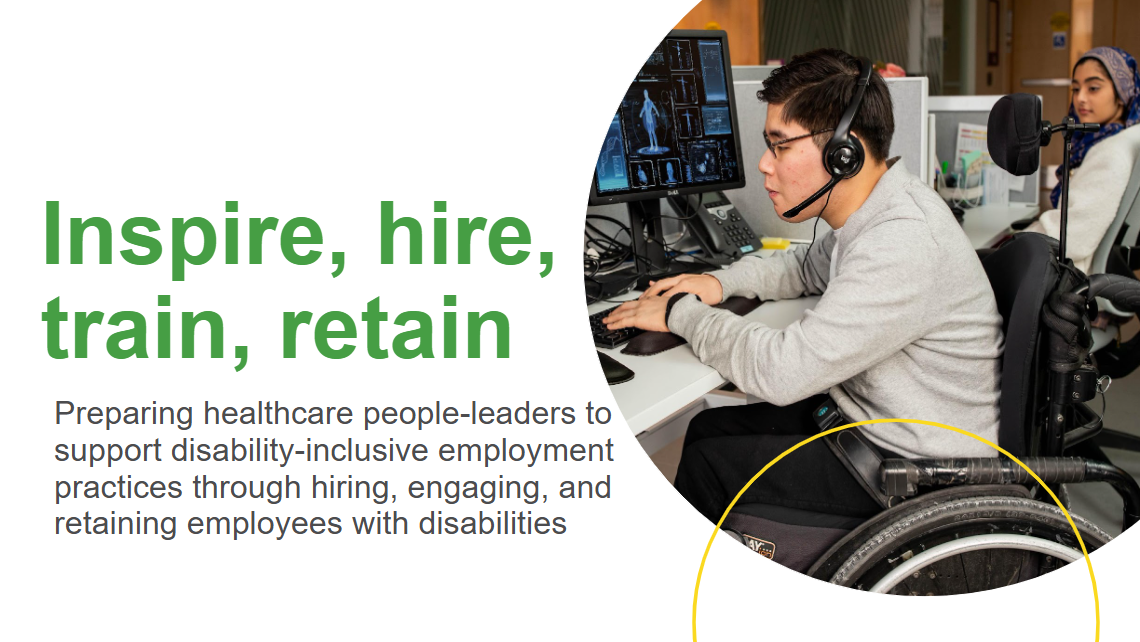 Inspire, hire,
train, retain
Preparing healthcare people-leaders to
support disability-inclusive employment
practices through hiring, engaging, and
retaining employees with disabilities